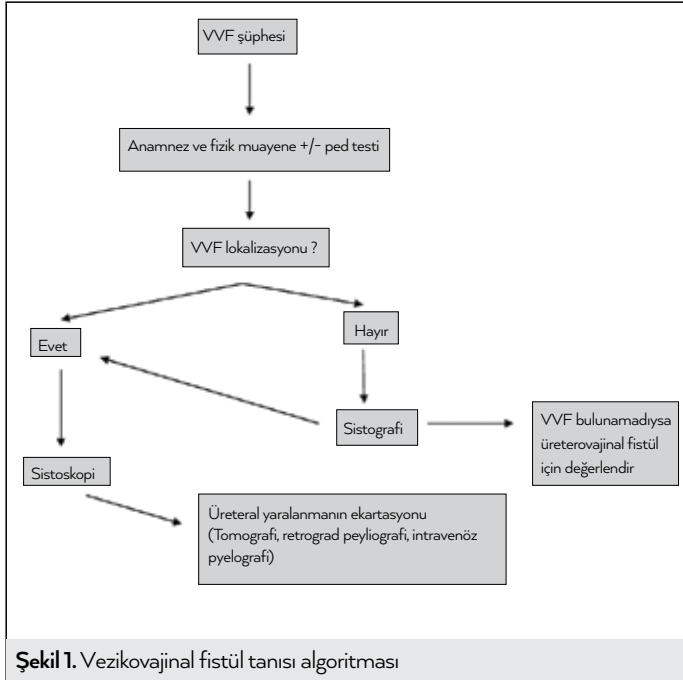 VVF şüphesi
Anamnez ve fizik muayene +/- ped testi
VVF lokalizasyonu ?
Evet
Hayır
Sistografi
VVF bulunamadıysa
üreterovajinal fistül
için değerlendir
Sistoskopi
Üreteral yaralanmanın ekartasyonu
(Tomografi, retrograd peyliografi, intravenöz
pyelografi)
Şekil 1. Vezikovajinal fistül tanısı algoritması